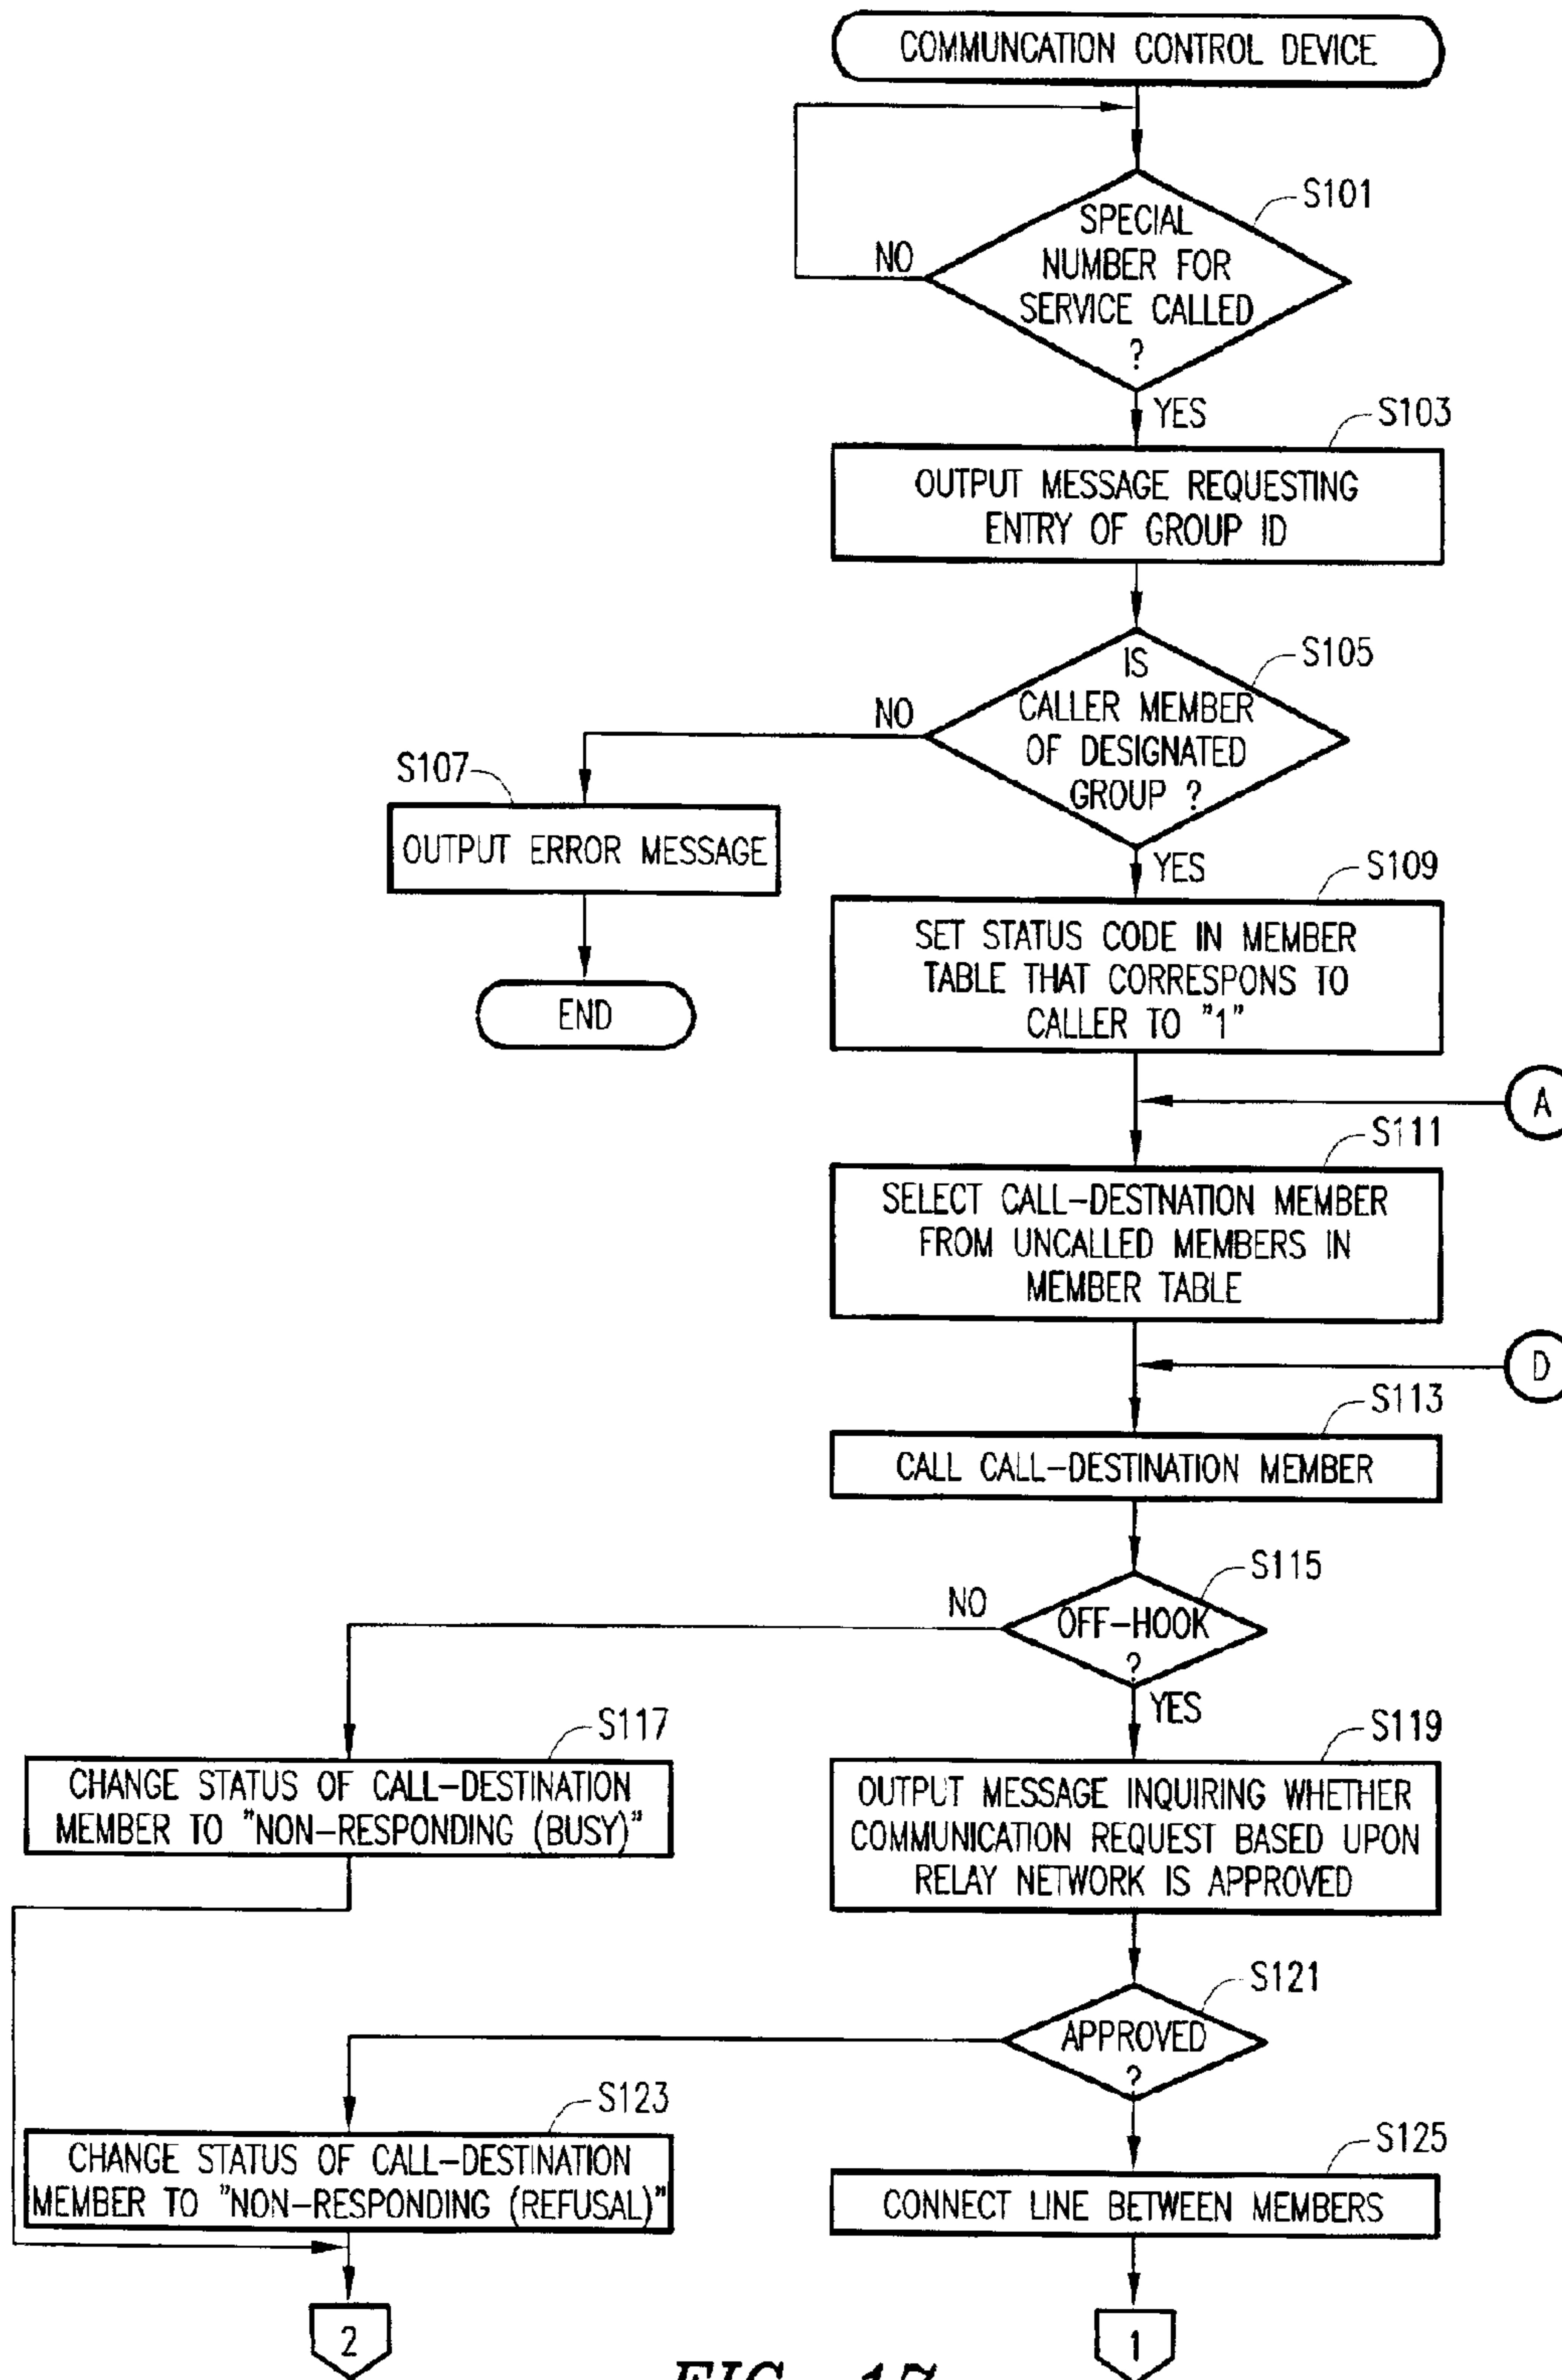 COMMUNCATION CONTROL DEVICE
S101
SPECIAL
NUMBER FOR
SERVICE CALLED
?
NO
YES
S103
OUTPUT MESSAGE REQUESTING
ENTRY OF GROUP ID
S105
IS
CALLER MEMBER
OF DESIGNATED
GROUP ?
NO
S107
OUTPUT ERROR MESSAGE
END
YES
S109
SET STATUS CODE IN MEMBER
TABLE THAT CORRESPONS TO
CALLER TO "1"
A
S111
SELECT CALL-DESTNATION MEMBER
FROM UNCALLED MEMBERS IN
MEMBER TABLE
D
S113
CALL CALL-DESTINATION MEMBER
S115
OFF-HOOK
?
NO
YES
S117
CHANGE STATUS OF CALL-DESTINATION
MEMBER TO "NON-RESPONDING (BUSY)"
S119
OUTPUT MESSAGE INQUIRING WHETHER
COMMUNICATION REQUEST BASED UPON
RELAY NETWORK IS APPROVED
S121
APPROVED
?
S123
CHANGE STATUS OF CALL-DESTINATION
MEMBER TO "NON-RESPONDING (REFUSAL)"
S125
CONNECT LINE BETWEEN MEMBERS
2
1
FIG. 17